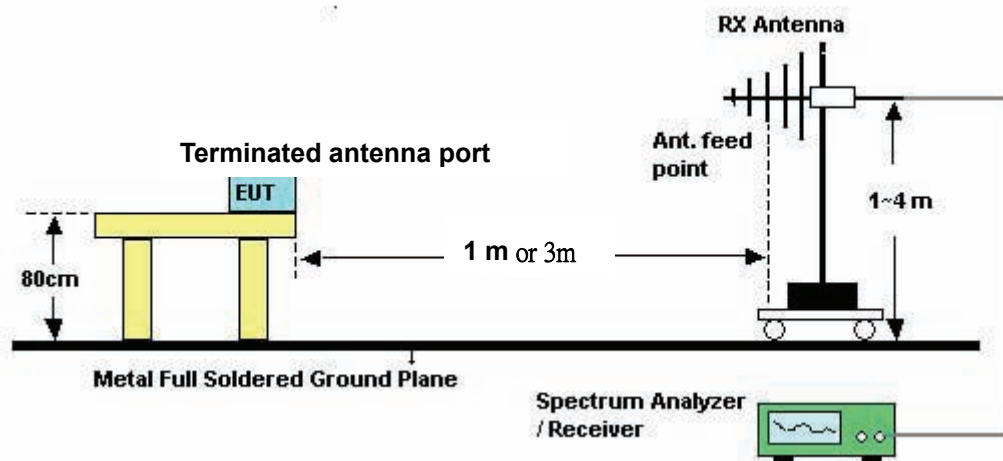 RX Antenna
Terminated antenna port
Ant. feed
point
EUT
1~4 m
1 m or 3m
80cm
Metal Full Soldered Ground Plane
Spectrum Analyzer
/ Receiver